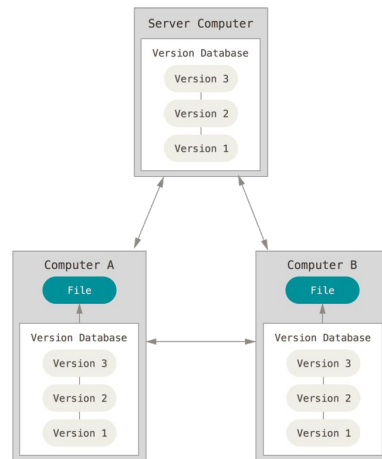 Server Computer
Version Database
Version 3
Version 2
Version 1
Computer A
File
Version Database
Version 3
Version 2
Version 1
Computer B
File
Version Database
Version 3
Version 2
Version 1